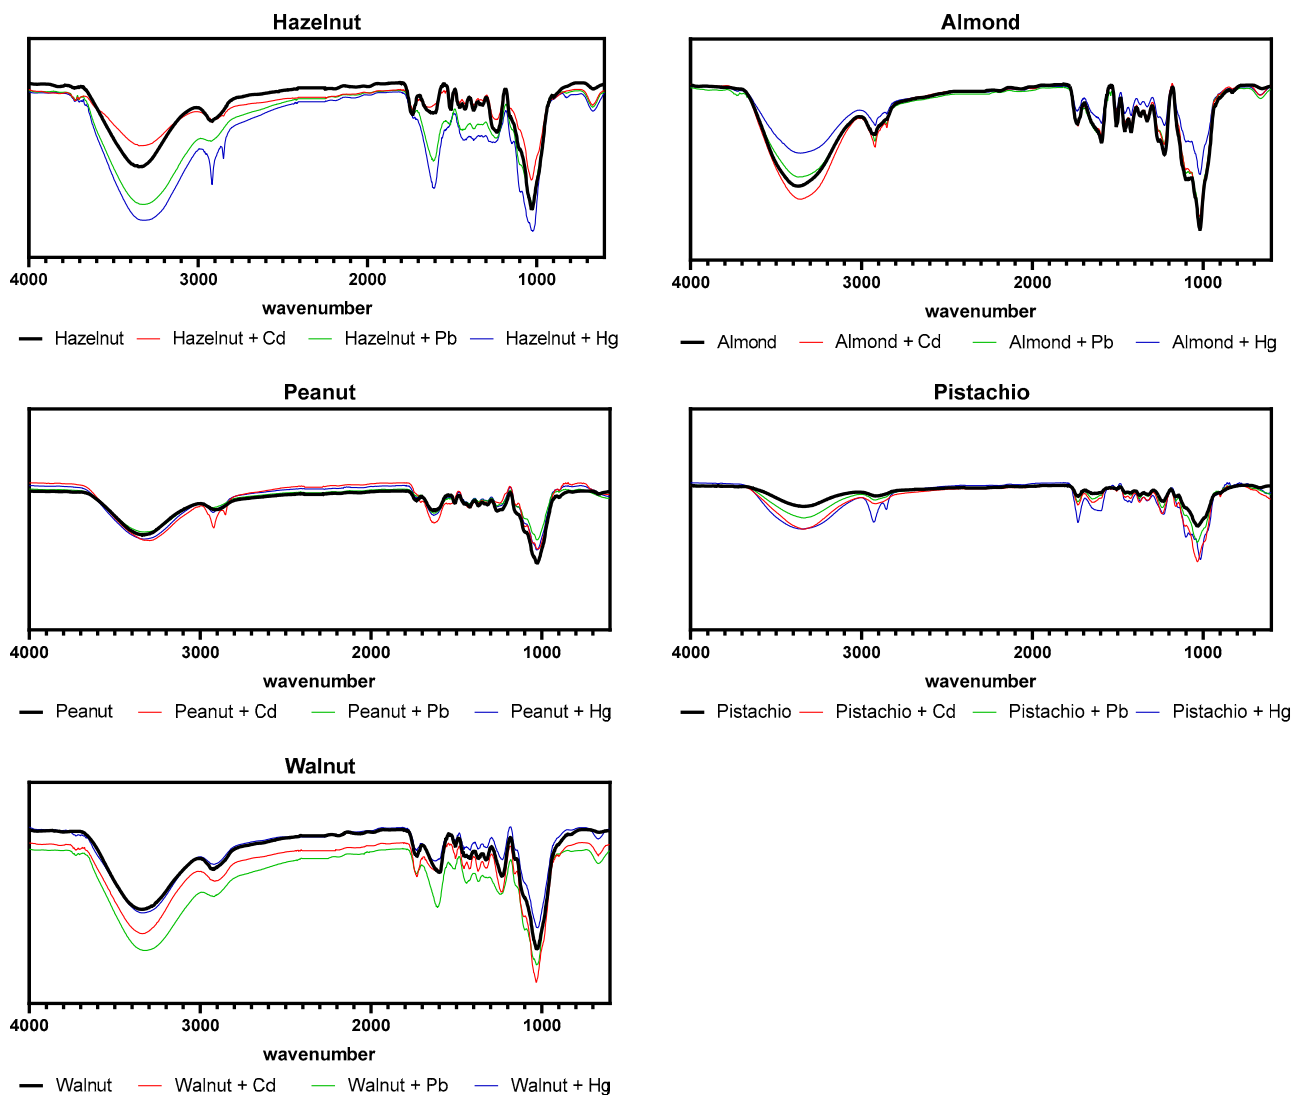 Hazelnut
4000 3000 2000 1000
wavenumber
Hazelnut Hazelnut + Cd Hazelnut + Pb Hazelnut + Hg
Almond
4000 3000 2000 1000
wavenumber
Almond Almond + Cd Almond + Pb Almond + Hg
Peanut
4000 3000 2000 1000
wavenumber
Peanut Peanut + Cd Peanut + Pb Peanut + Hg
Pistachio
4000 3000 2000 1000
wavenumber
Pistachio Pistachio + Cd Pistachio + Pb Pistachio + Hg
Walnut
4000 3000 2000 1000
wavenumber
Walnut Walnut + Cd Walnut + Pb Walnut + Hg